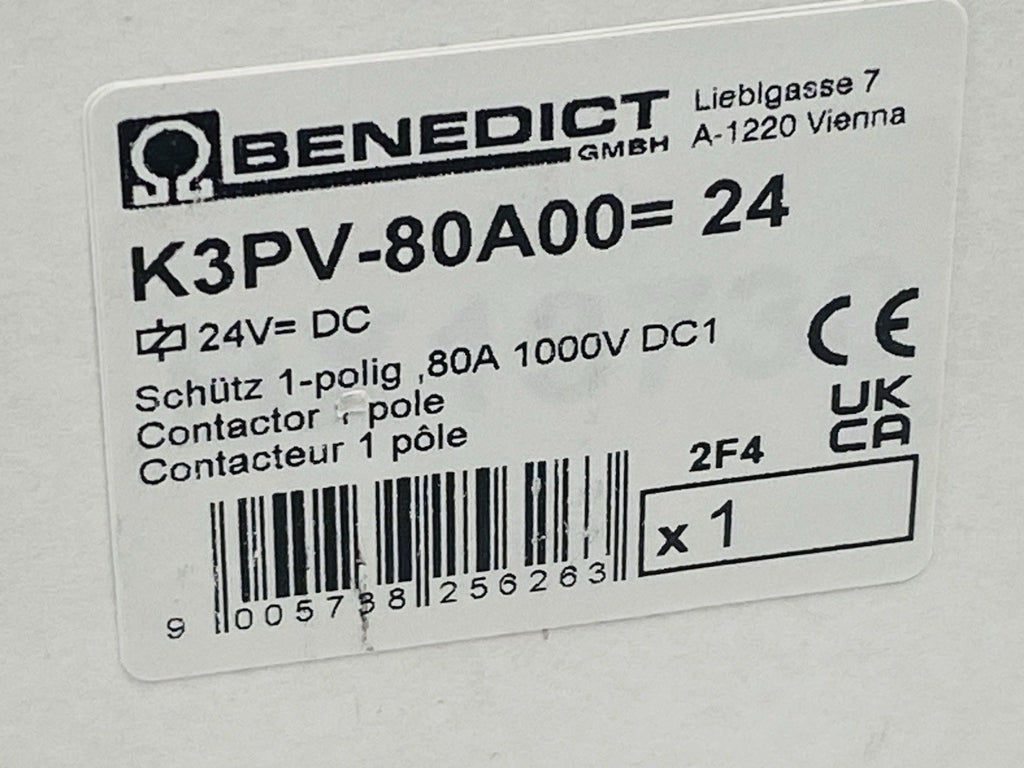 BENEDICT
GMBH
Lieblgasse 7
A-1220 Vienna
K3PV-80A00= 24
24V= DC
Schütz 1-polig ,80A 1000V DC1
Contactor pole
Contacteur 1 pôle
CE
UK
CA
2F4
x 1
9 005738 256263